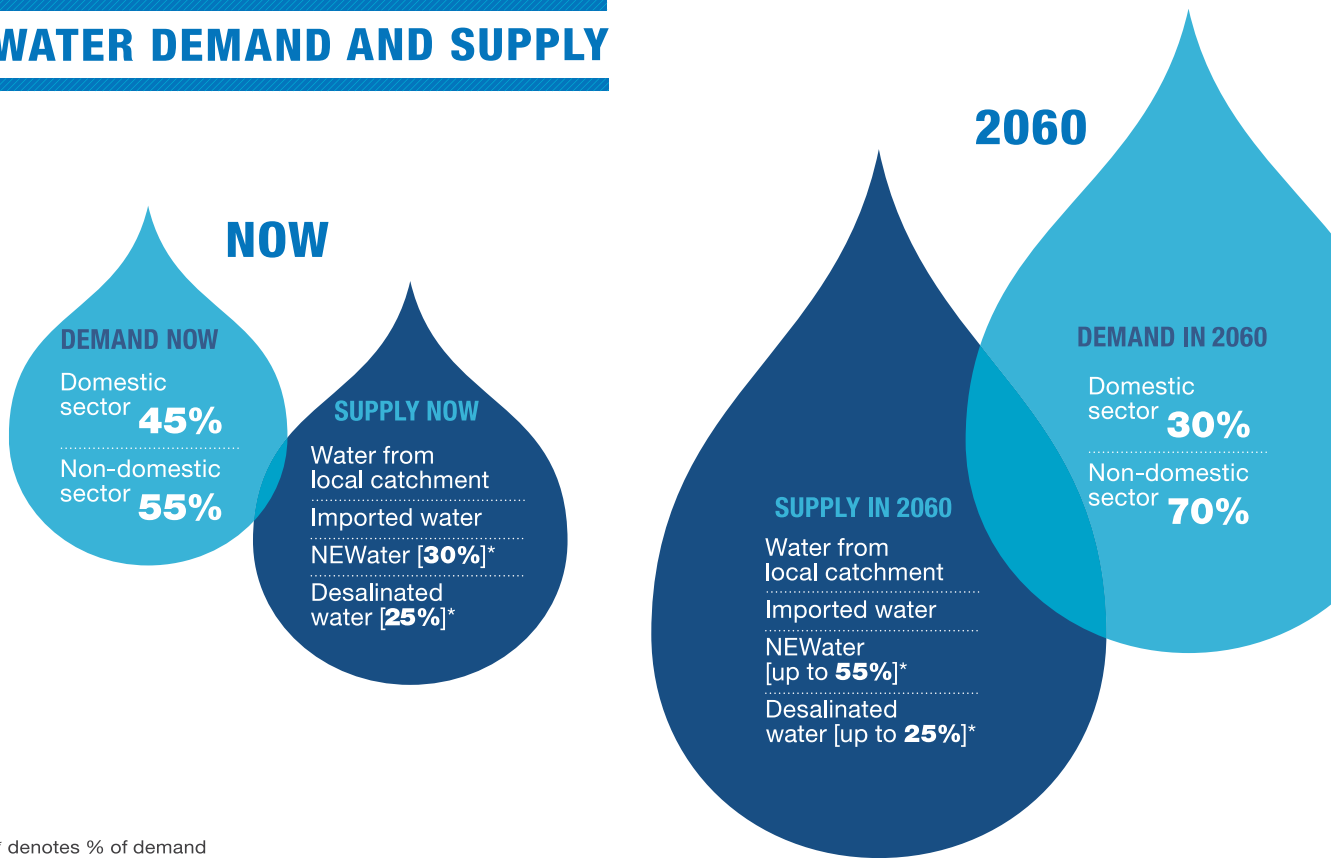 WATER DEMAND AND SUPPLY
NOW
DEMAND NOW
Domestic
sector 45%
Non-domestic
sector 55%
SUPPLY NOW
Water from
local catchment
Imported water
NEWater [30%]*
Desalinated
water [25%]*
2060
SUPPLY IN 2060
Water from
local catchment
Imported water
NEWater
[up to 55%]*
Desalinated
water [up to 25%]*
DEMAND IN 2060
Domestic
sector 30%
Non-domestic
sector 70%
* denotes % of demand